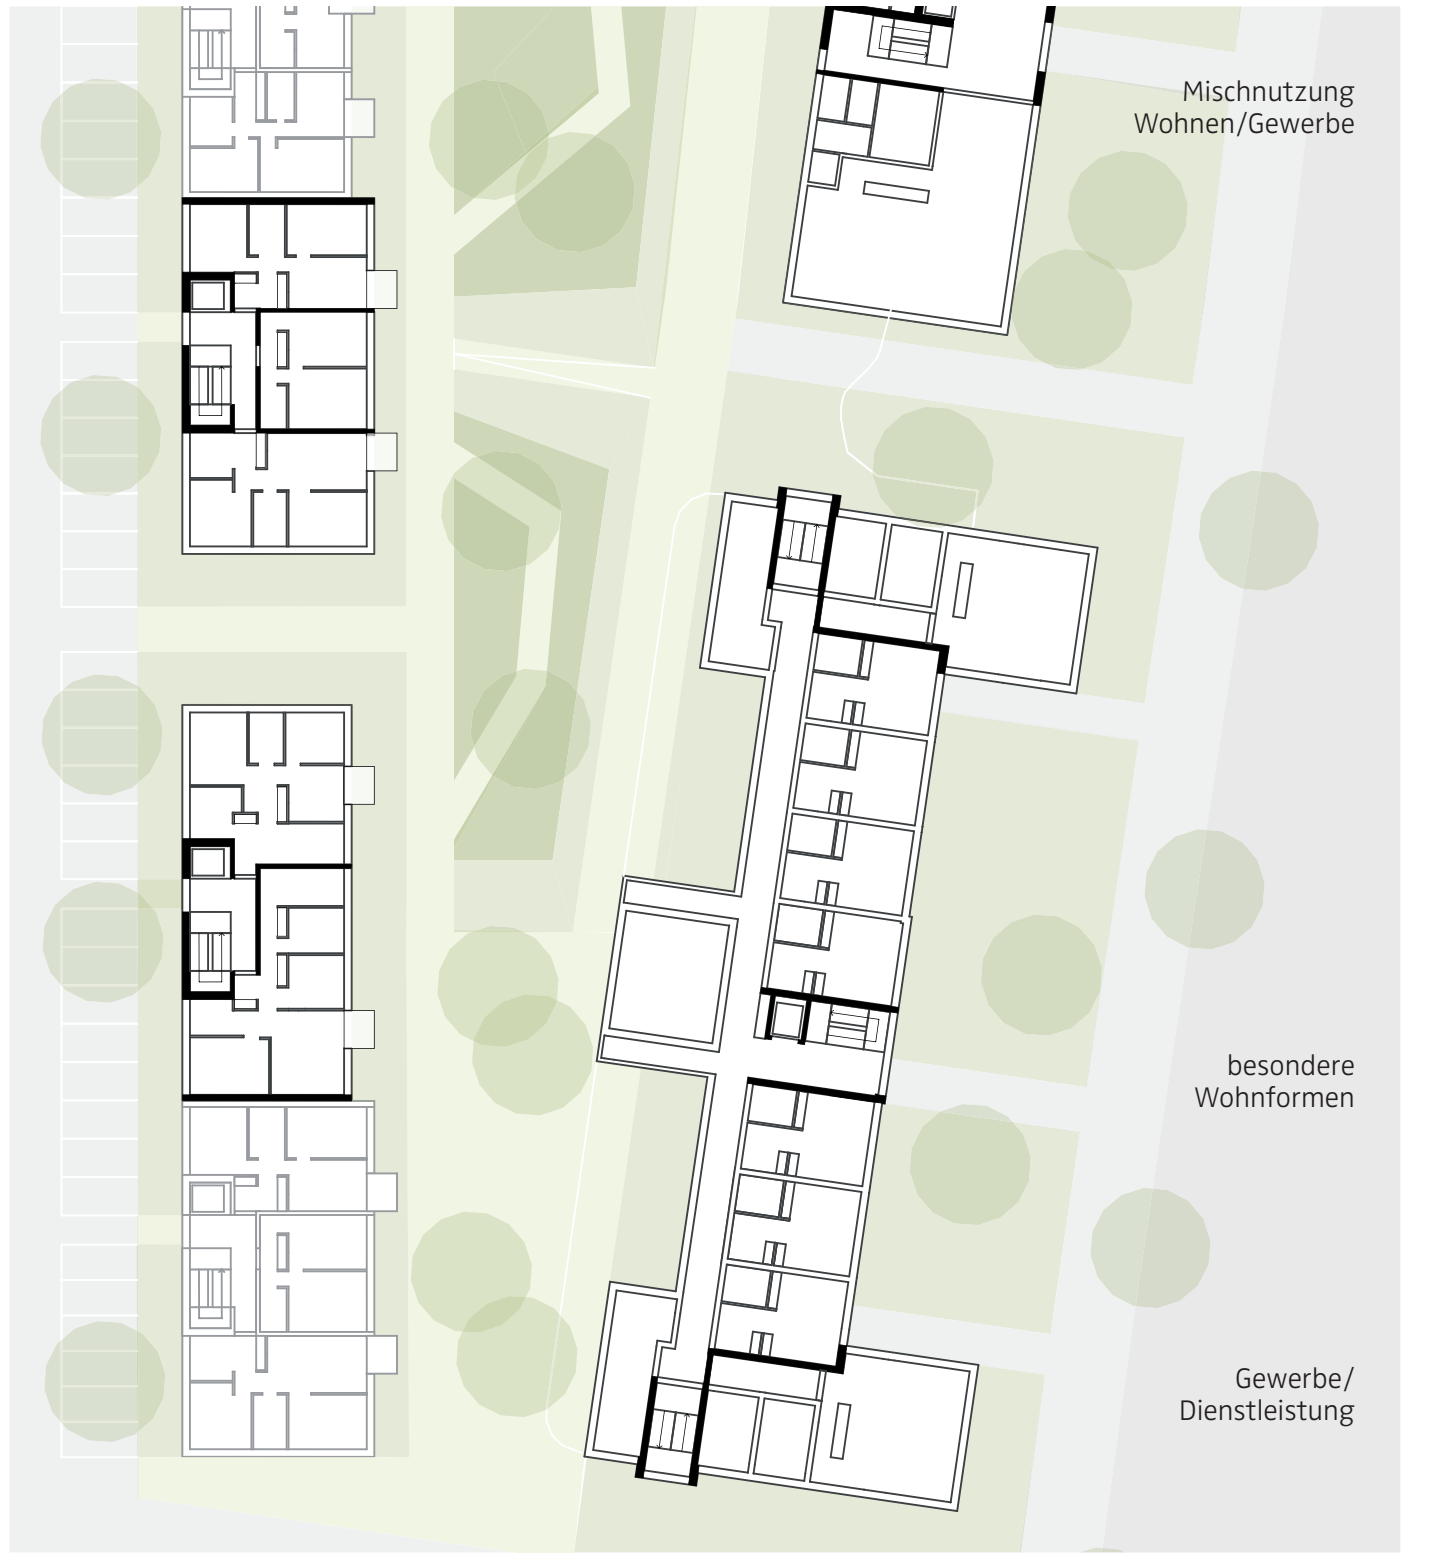 Mischnutzung
Wohnen/Gewerbe
besondere
Wohnformen
Gewerbe/
Dienstleistung